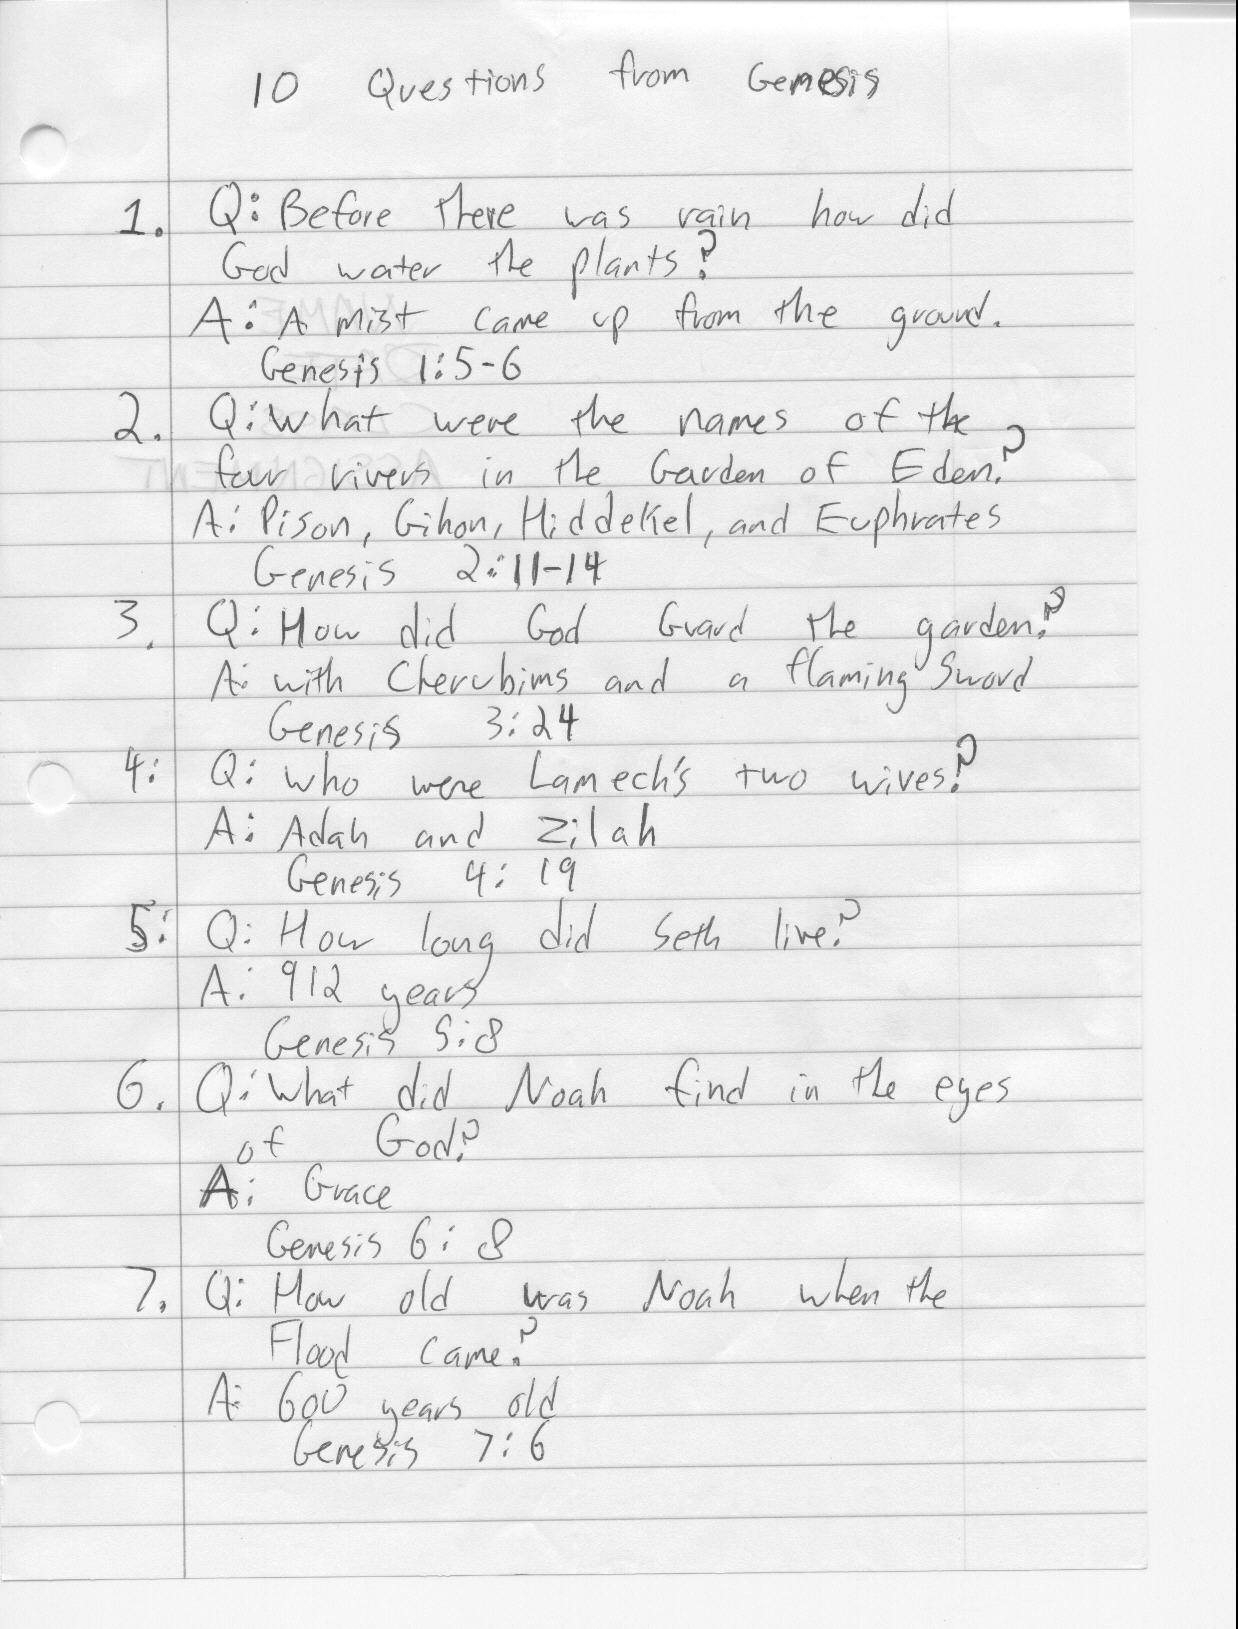 10 Questions from Genesis
1. Q: Before there was rain how did
God water the plants?
A: A mist came up from the ground.
Genesis 1:5-6
2. Q: What were the names of the
four rivers in the Garden of Eden?
A: Pison, Gihon, Hiddekel, and Euphrates
Genesis 2:11-14
3. Q: How did God Guard the garden?
A: with Cherubims and a flaming Sword
Genesis 3:24
4: Q: Who were Lamech's two wives?
A: Adah and Zilah
Genesis 4:19
5: Q: How long did Seth live?
A: 912 years
Genesis 5:8
6. Q: What did Noah find in the eyes
of God?
A: Grace
Genesis 6:8
7. Q: How old was Noah when the
Flood came?
A: 600 years old
Genesis 7:6